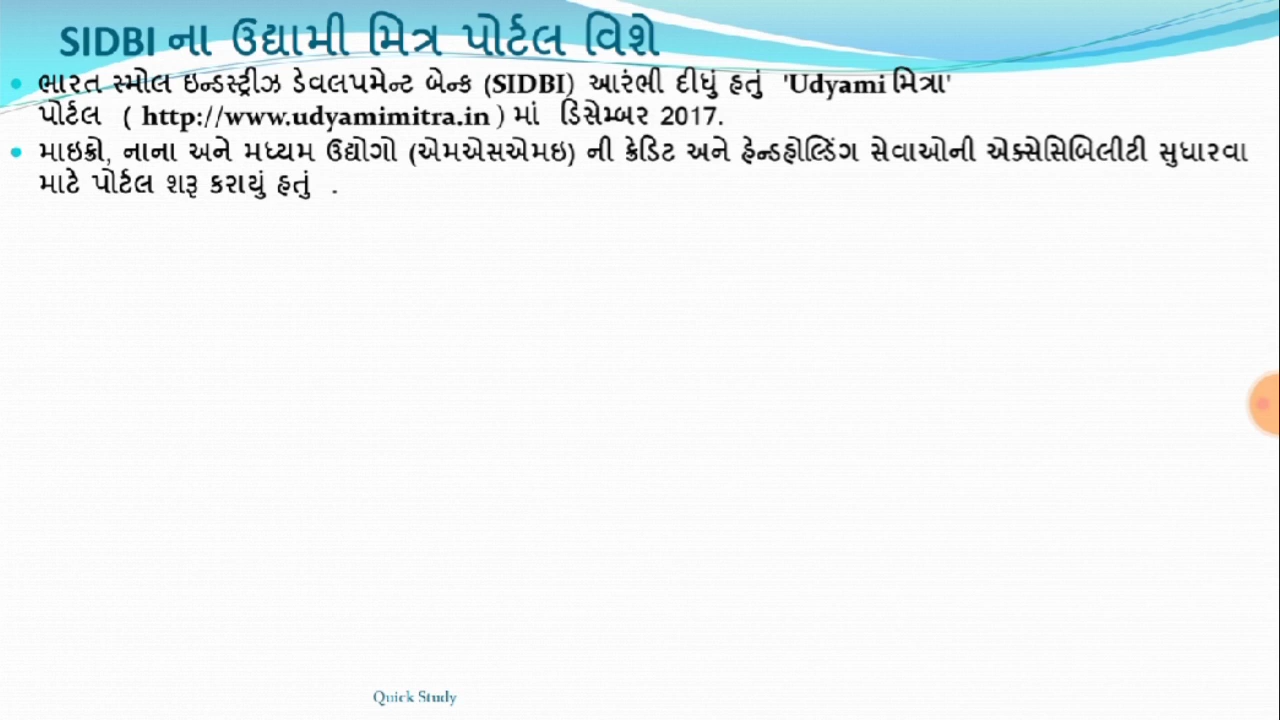 SIDBI ના ઉદ્યામી મિત્ર પોર્ટલ વિશે
ભારત સ્મોલ ઇન્ડસ્ટ્રીઝ ડેવલપમેન્ટ બેન્ક (SIDBI) આરંભી દીધું હતું 'Udyami મિત્રા'
પોર્ટલ ( http://www.udyamimitra.in ) માં ડિસેમ્બર 2017.
માઇક્રો, નાના અને મધ્યમ ઉદ્યોગો (એમએસએમઇ) ની ક્રેડિટ અને હેન્ડહોલ્ડિંગ સેવાઓની એક્સેસિબિલીટી સુધારવા
માટે પોર્ટલ શરૂ કરાયું હતું .
Quick Study